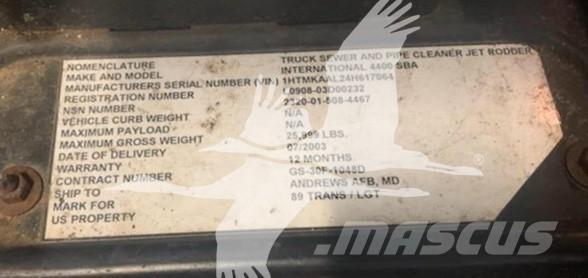 NOMENCLATURE TRUCK SEWER AND PIPE CLEANER JET RODDER
MAKE AND MODEL INTERNATIONAL 4400 SBA
MANUFACTURERS SERIAL NUMBER (VIN) 1HTMKAAL24H617064
REGISTRATION NUMBER L0908-03D00232
NSN NUMBER 2320-01-508-4467
VEHICLE CURB WEIGHT N/A
MAXIMUM PAYLOAD N/A
MAXIMUM GROSS WEIGHT 25,999 LBS.
DATE OF DELIVERY 07/2003
WARRANTY 12 MONTHS
CONTRACT NUMBER GS-30F-1048D
SHIP TO ANDREWS AFB, MD
MARK FOR 89 TRANS / LGT
US PROPERTY
MASCUS